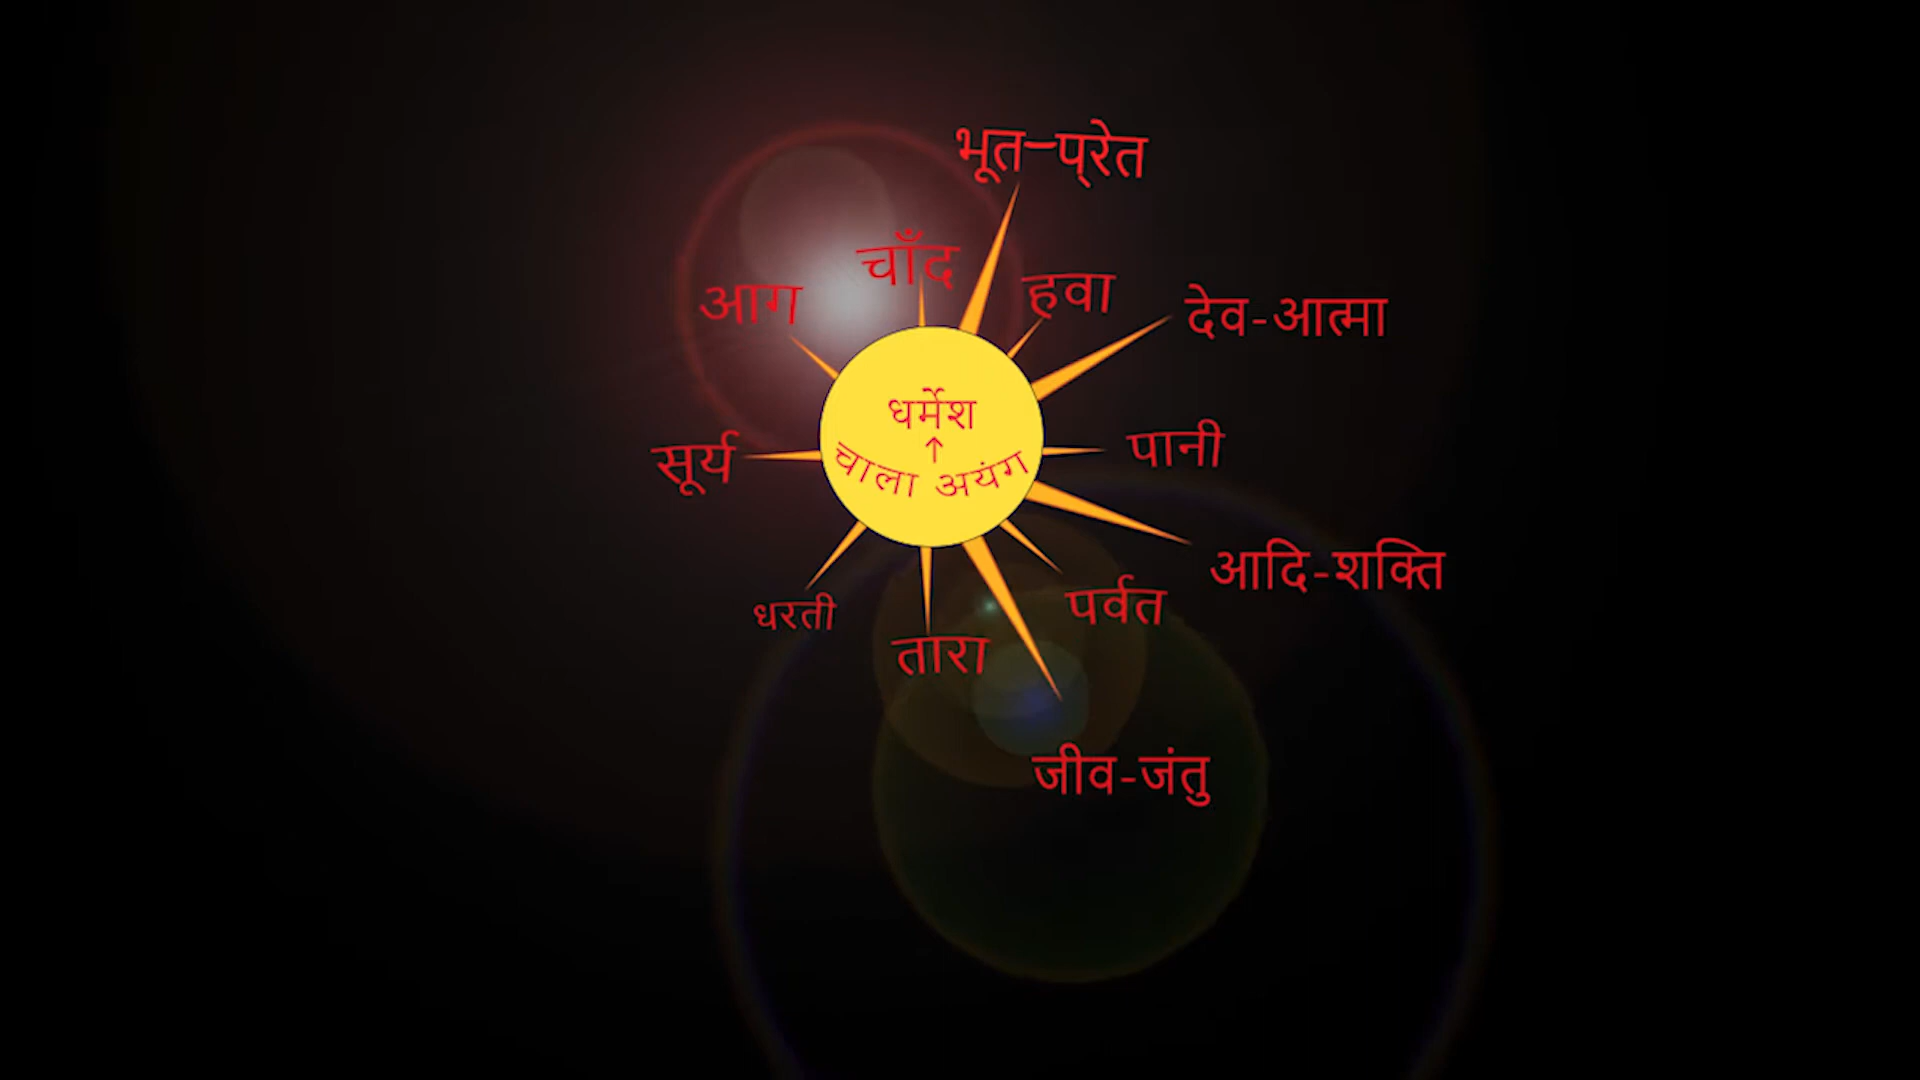 भूत-प्रेत
चाँद
आग
हवा
देव-आत्मा
धर्मेश
↑
चाला अयंग
सूर्य
पानी
आदि-शक्ति
धरती
पर्वत
तारा
जीव-जंतु